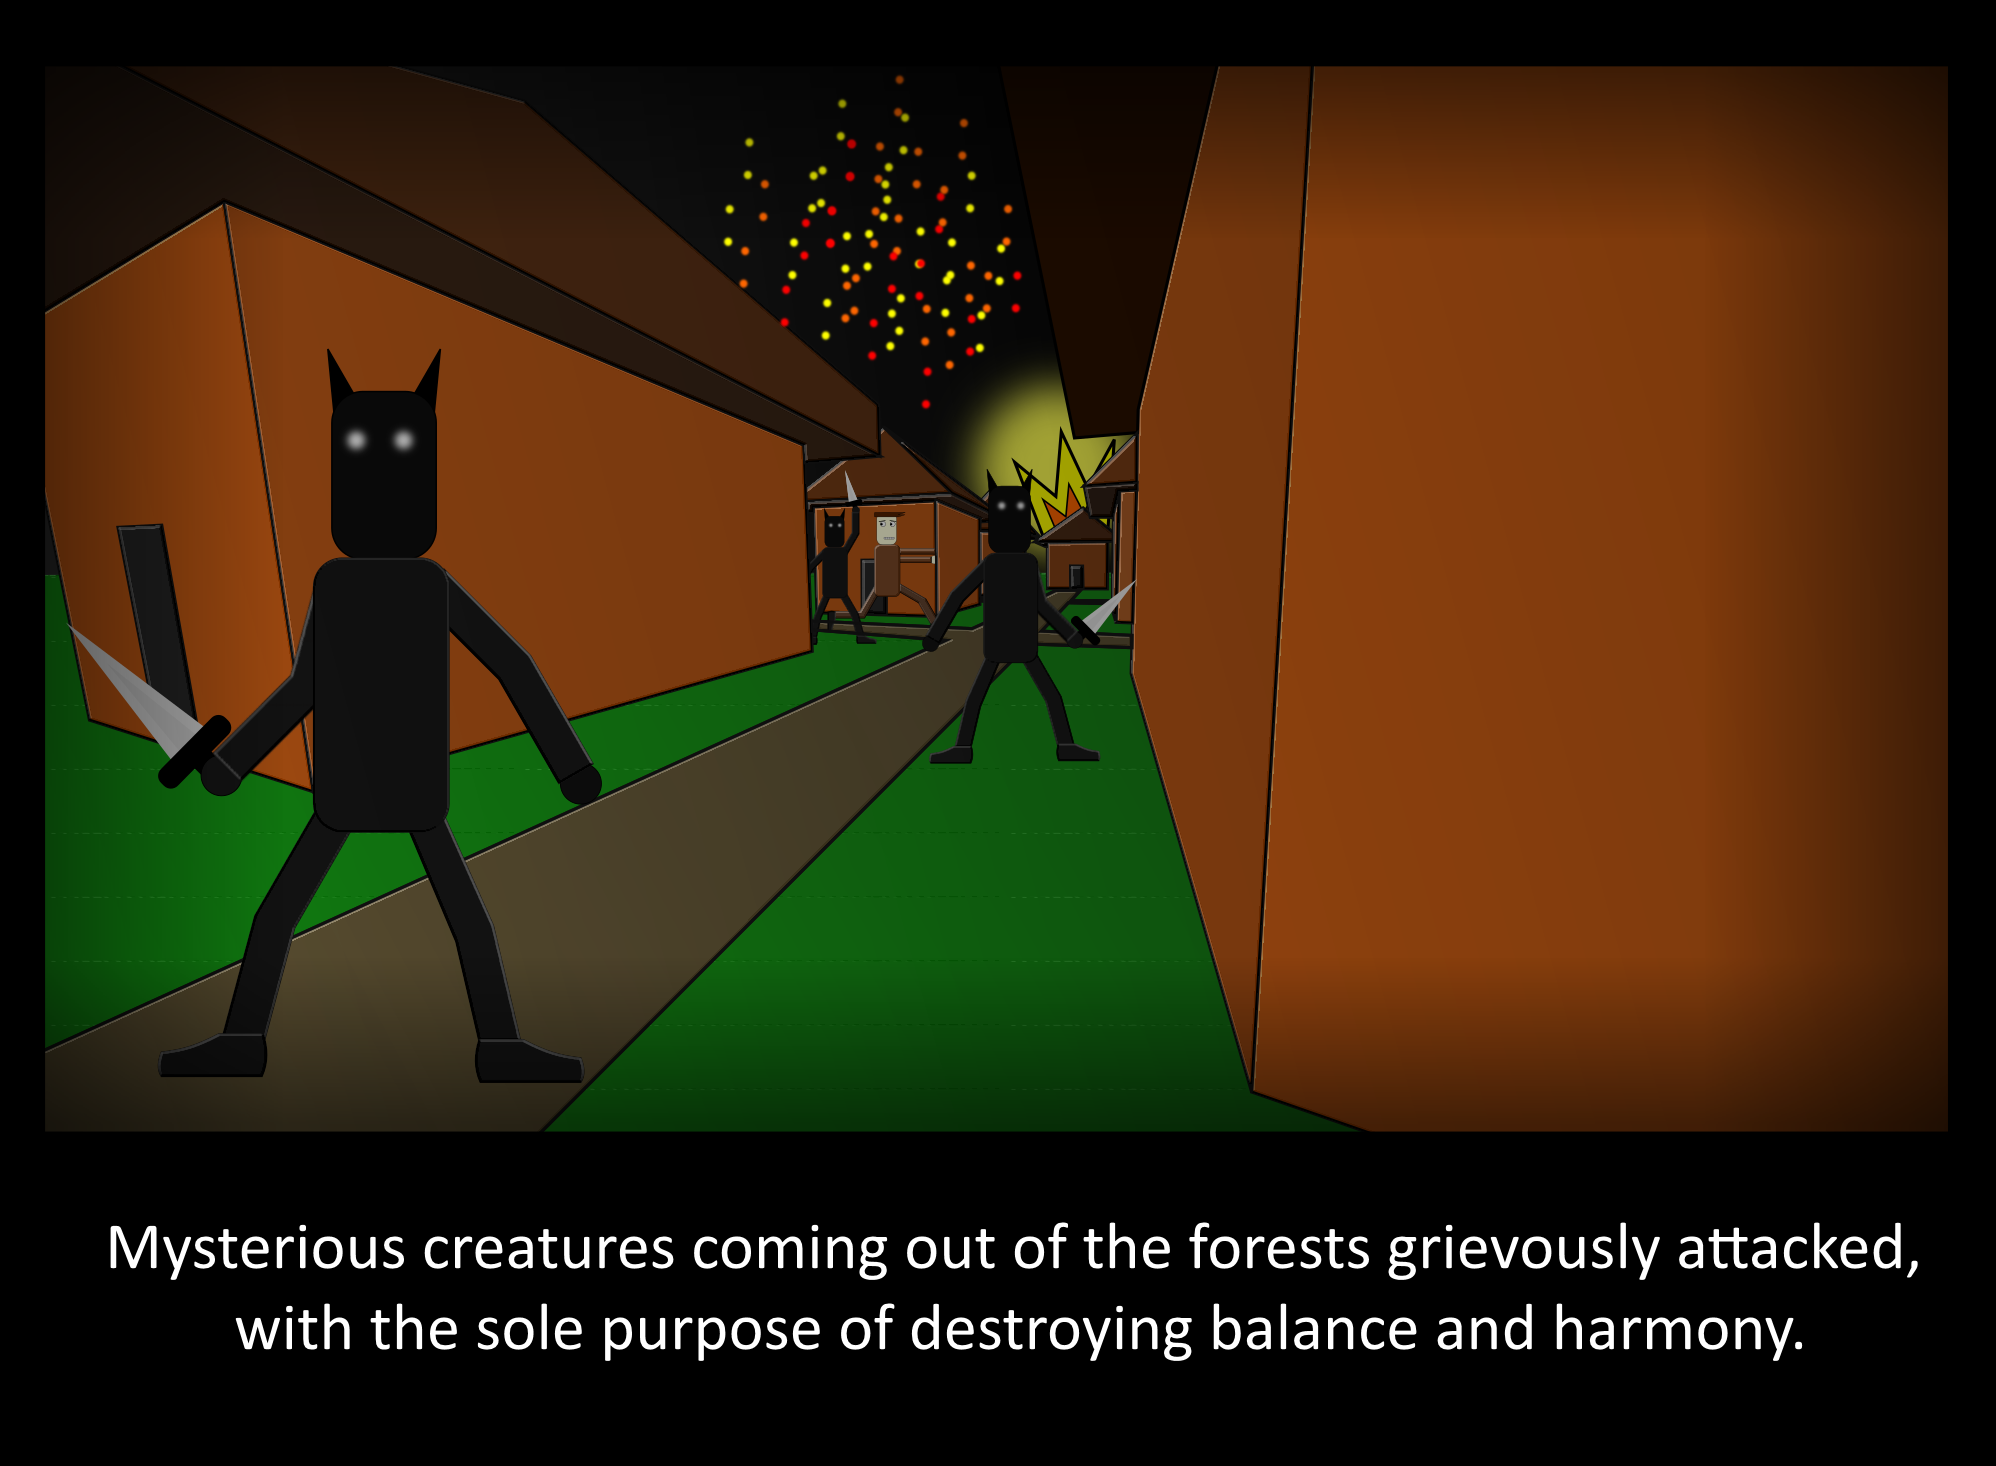 Mysterious creatures coming out of the forests grievously attacked,
with the sole purpose of destroying balance and harmony.